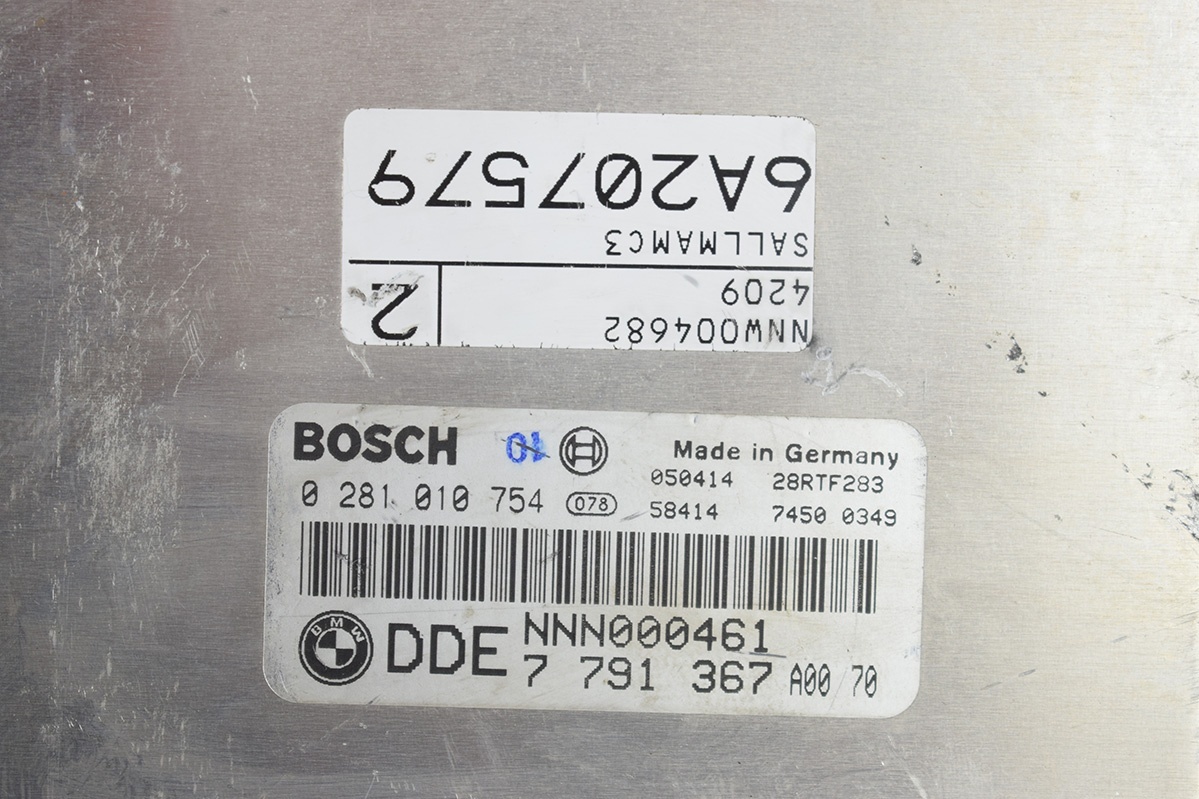 NNW004682
4209
2
SALLMAMC3
6A207579
BOSCH 01 Made in Germany
050414 28RTF283
0 281 010 754 078
58414 7450 0349
BMW
DDE NNN000461
7 791 367 A00 70